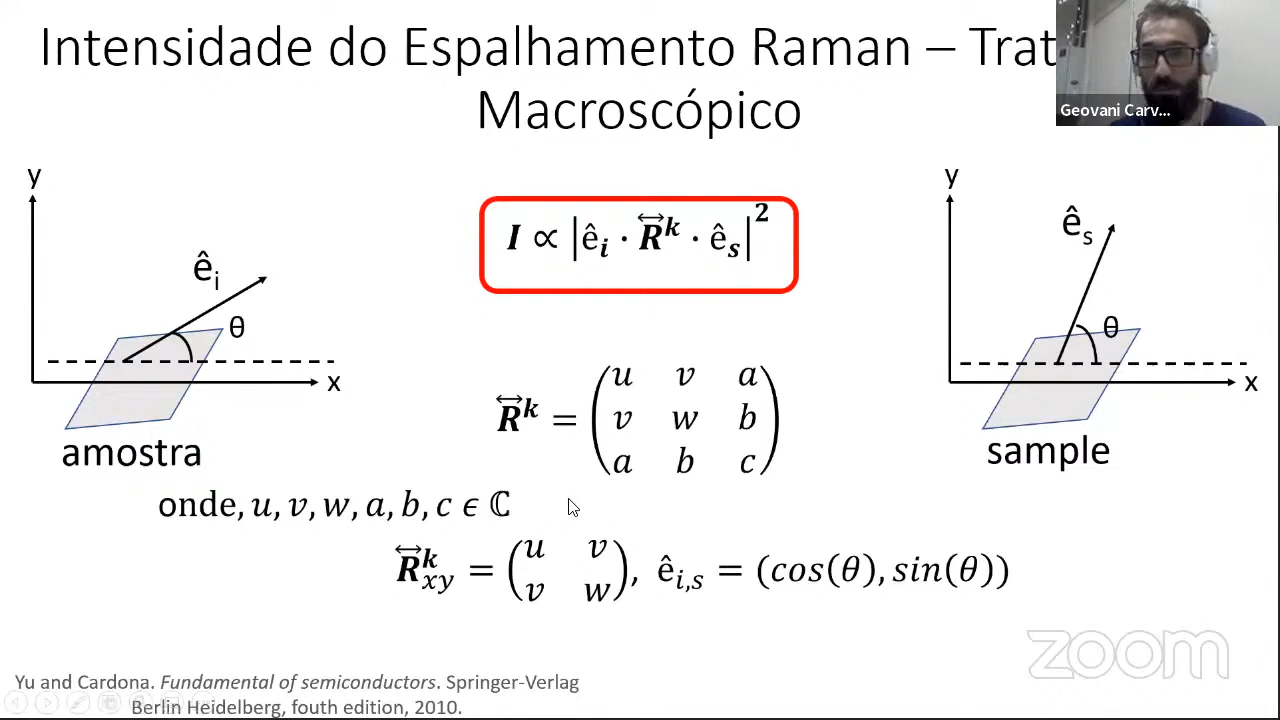 Intensidade do Espalhamento Raman – Trat
Macroscópico
Geovani Carv...
y
ê_i
θ
x
amostra
I ∝ |ê_i · R⃡^k · ê_s|^2
y
ê_s
θ
x
sample
R⃡^k = (u v a
v w b
a b c)
onde, u, v, w, a, b, c ϵ ℂ
R⃡^k_xy = (u v
v w), ê_i,s = (cos(θ), sin(θ))
zoom
Yu and Cardona. Fundamental of semiconductors. Springer-Verlag
Berlin Heidelberg, fouth edition, 2010.